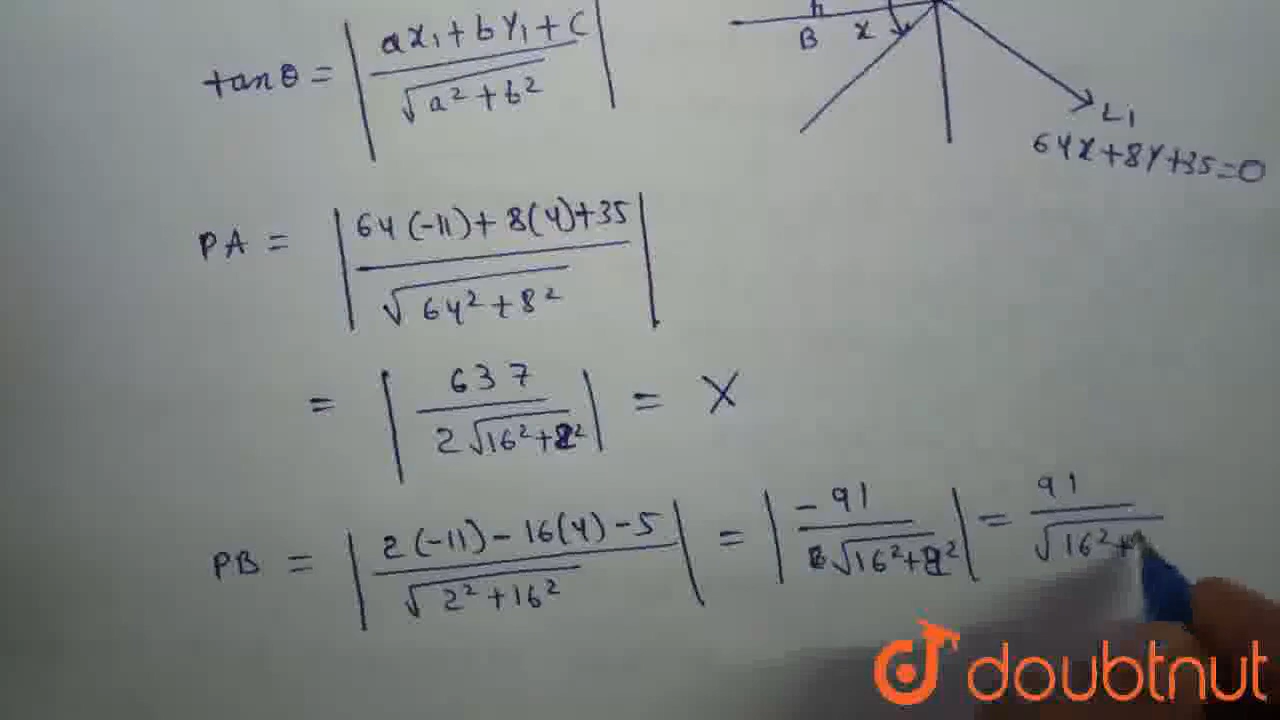 tanθ = | ax₁ + by₁ + c / √a² + b² |
B x
L1
64x+8y+35=0
PA = | 64(-11) + 8(4)+35 / √64² + 8² |
= | 637 / 2√16²+2² | = X
PB = | 2(-11) - 16(4) - 5 / √2² + 16² | = | -91 / √16²+2² | = 91 / √16²+
doubtnut